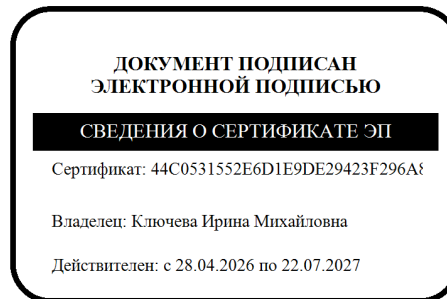 ДОКУМЕНТ ПОДПИСАН
ЭЛЕКТРОННОЙ ПОДПИСЬЮ
СВЕДЕНИЯ О СЕРТИФИКАТЕ ЭП
Сертификат: 44C0531552E6D1E9DE29423F296A8
Владелец: Ключева Ирина Михайловна
Действителен: с 28.04.2026 по 22.07.2027